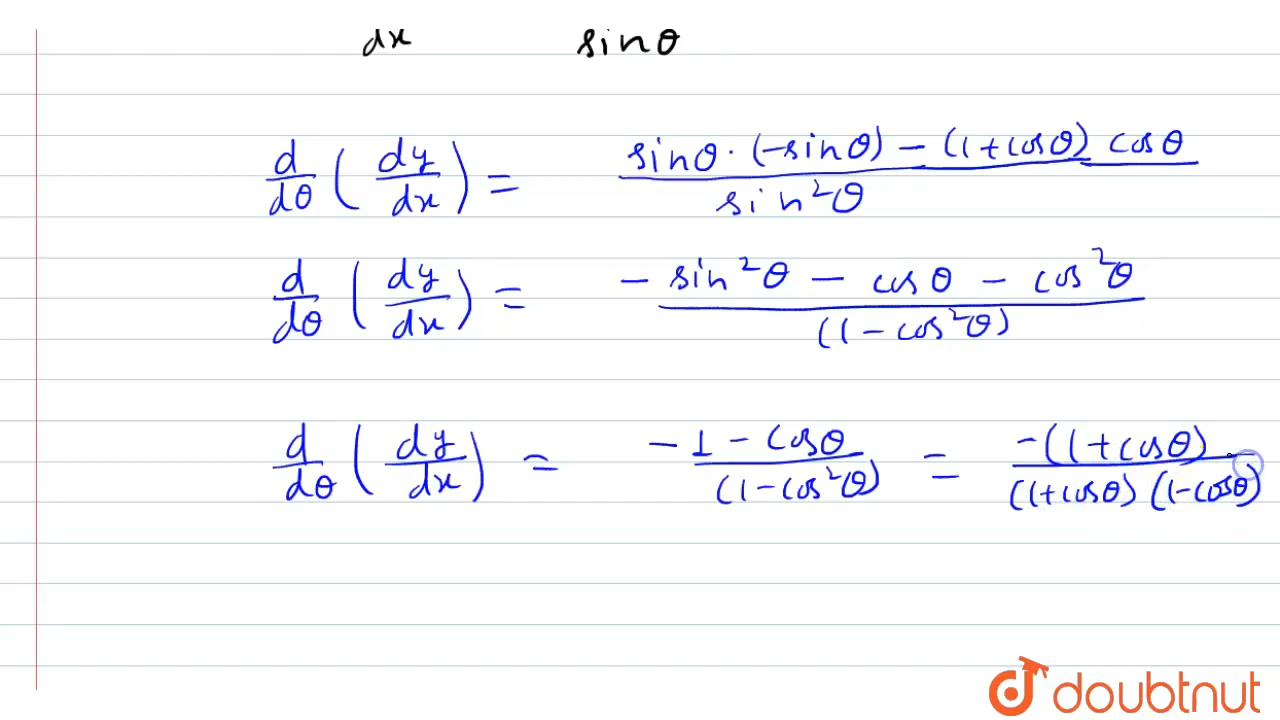 dx sinθ
d/dθ (dy/dx) = (sinθ·(-sinθ) - (1+cosθ) cosθ)/sin²θ
d/dθ (dy/dx) = (-sin²θ - cosθ - cos²θ)/(1-cos²θ)
d/dθ (dy/dx) = (-1-cosθ)/(1-cos²θ) = -(1+cosθ)/((1+cosθ)(1-cosθ))
doubtnut